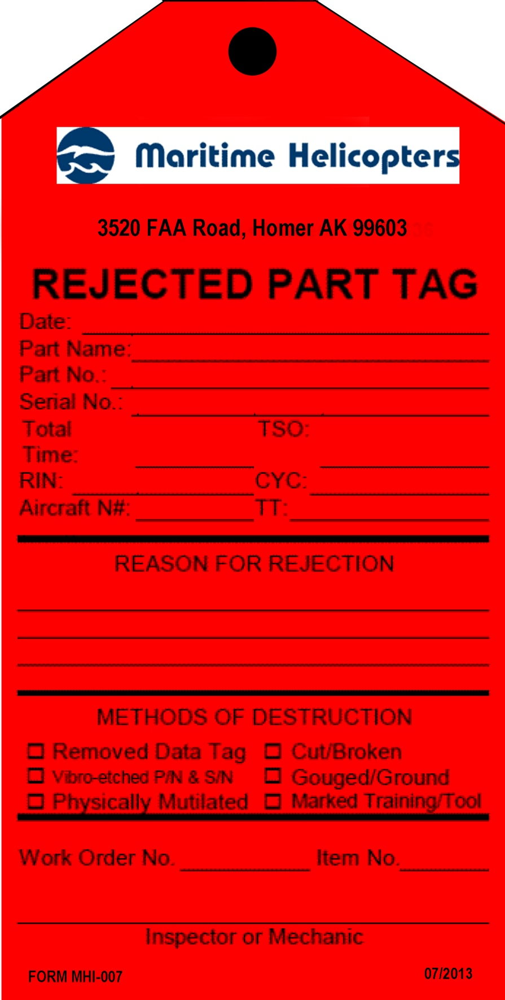 Maritime Helicopters
3520 FAA Road, Homer AK 99603
REJECTED PART TAG
Date:
Part Name:
Part No.:
Serial No.:
Total TSO:
Time:
RIN: CYC:
Aircraft N#: TT:
REASON FOR REJECTION
METHODS OF DESTRUCTION
Removed Data Tag Cut/Broken
Vibro-etched P/N & S/N Gouged/Ground
Physically Mutilated Marked Training/Tool
Work Order No. Item No.
Inspector or Mechanic
FORM MHI-007 07/2013